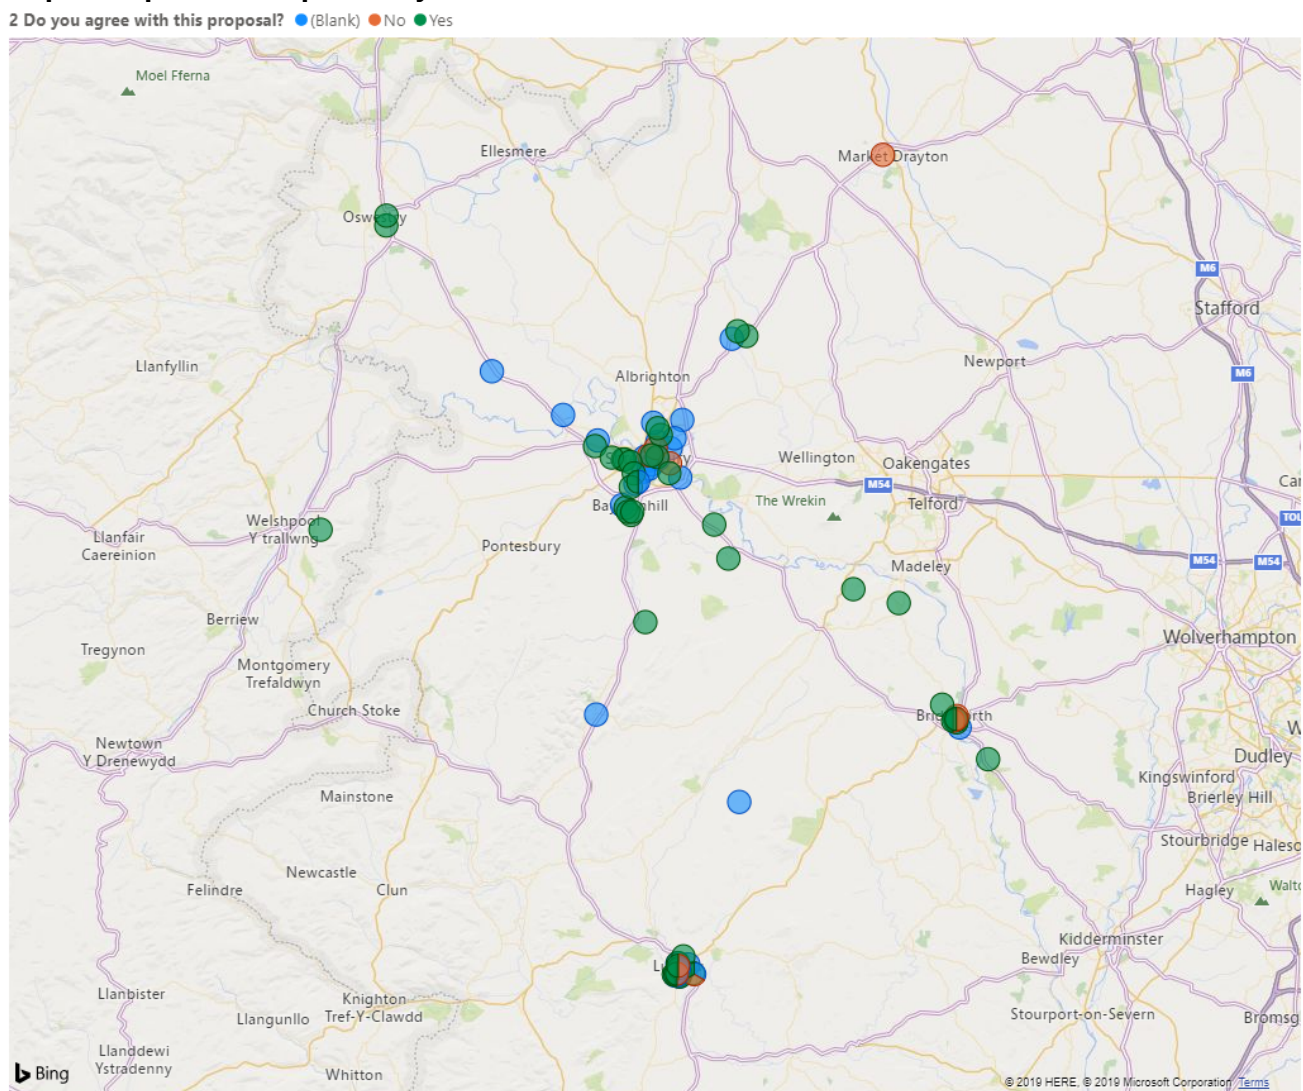 2 Do you agree with this proposal? (Blank) No Yes
Moel Fferna
Ellesmere
Market Drayton
M6
Stafford
Llanfyllin
Newport
M6
Albrighton
Wellington
Oakengates
M54
The Wrekin
Telford
Welshpool
Y trallwng
Llanfair
Caereinion
Pontesbury
M54
M54
Madeley
Berriew
Wolverhampton
Tregynon
Montgomery
Trefaldwyn
Church Stoke
Newtown
Y Drenewydd
Dudley
Kingswinford
Brierley Hill
Mainstone
Stourbridge
Newcastle
Felindre
Clun
Hagley
Kidderminster
Bewdley
Llanbister
Knighton
Tref-Y-Clawdd
Llangunllo
Stourport-on-Severn
Llanddewi
Ystradenny
Whitton
Bing
© 2019 HERE, © 2019 Microsoft Corporation Terms